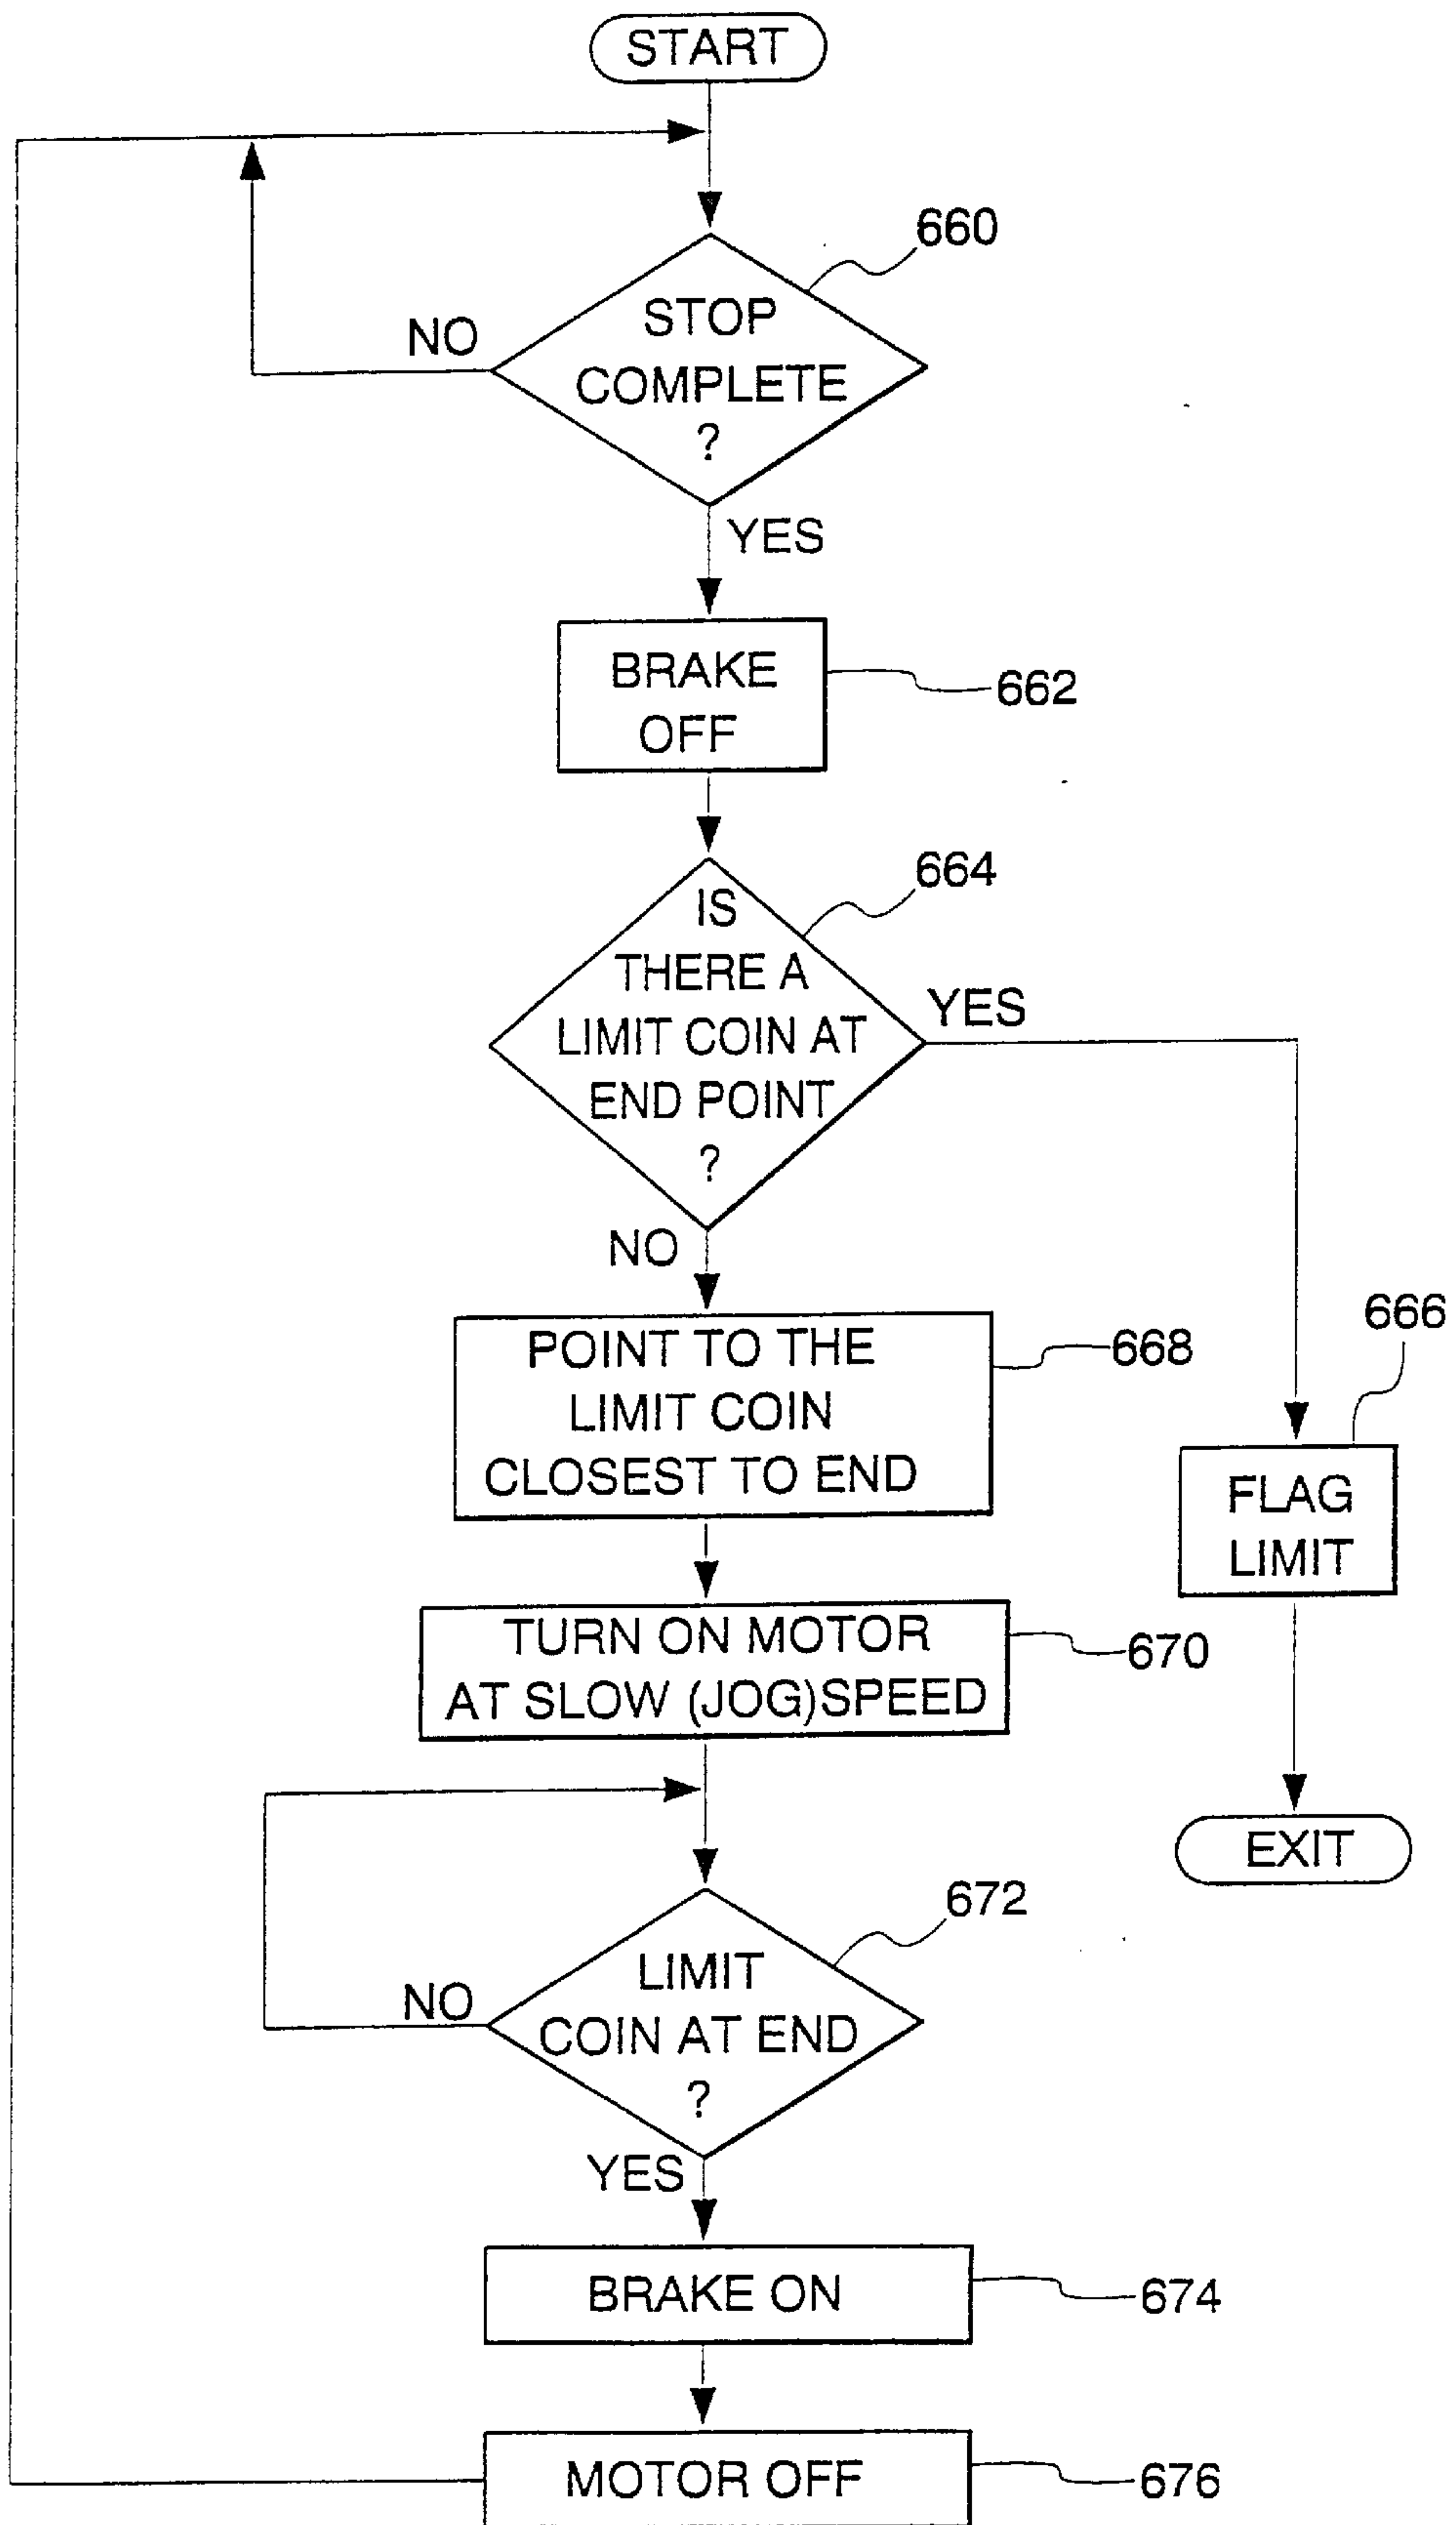 START
660
STOP
COMPLETE
?
NO
YES
BRAKE
OFF
662
664
IS
THERE A
LIMIT COIN AT
END POINT
?
YES
NO
666
POINT TO THE
LIMIT COIN
CLOSEST TO END
668
FLAG
LIMIT
TURN ON MOTOR
AT SLOW (JOG)SPEED
670
EXIT
672
LIMIT
COIN AT END
?
NO
YES
BRAKE ON
674
MOTOR OFF
676